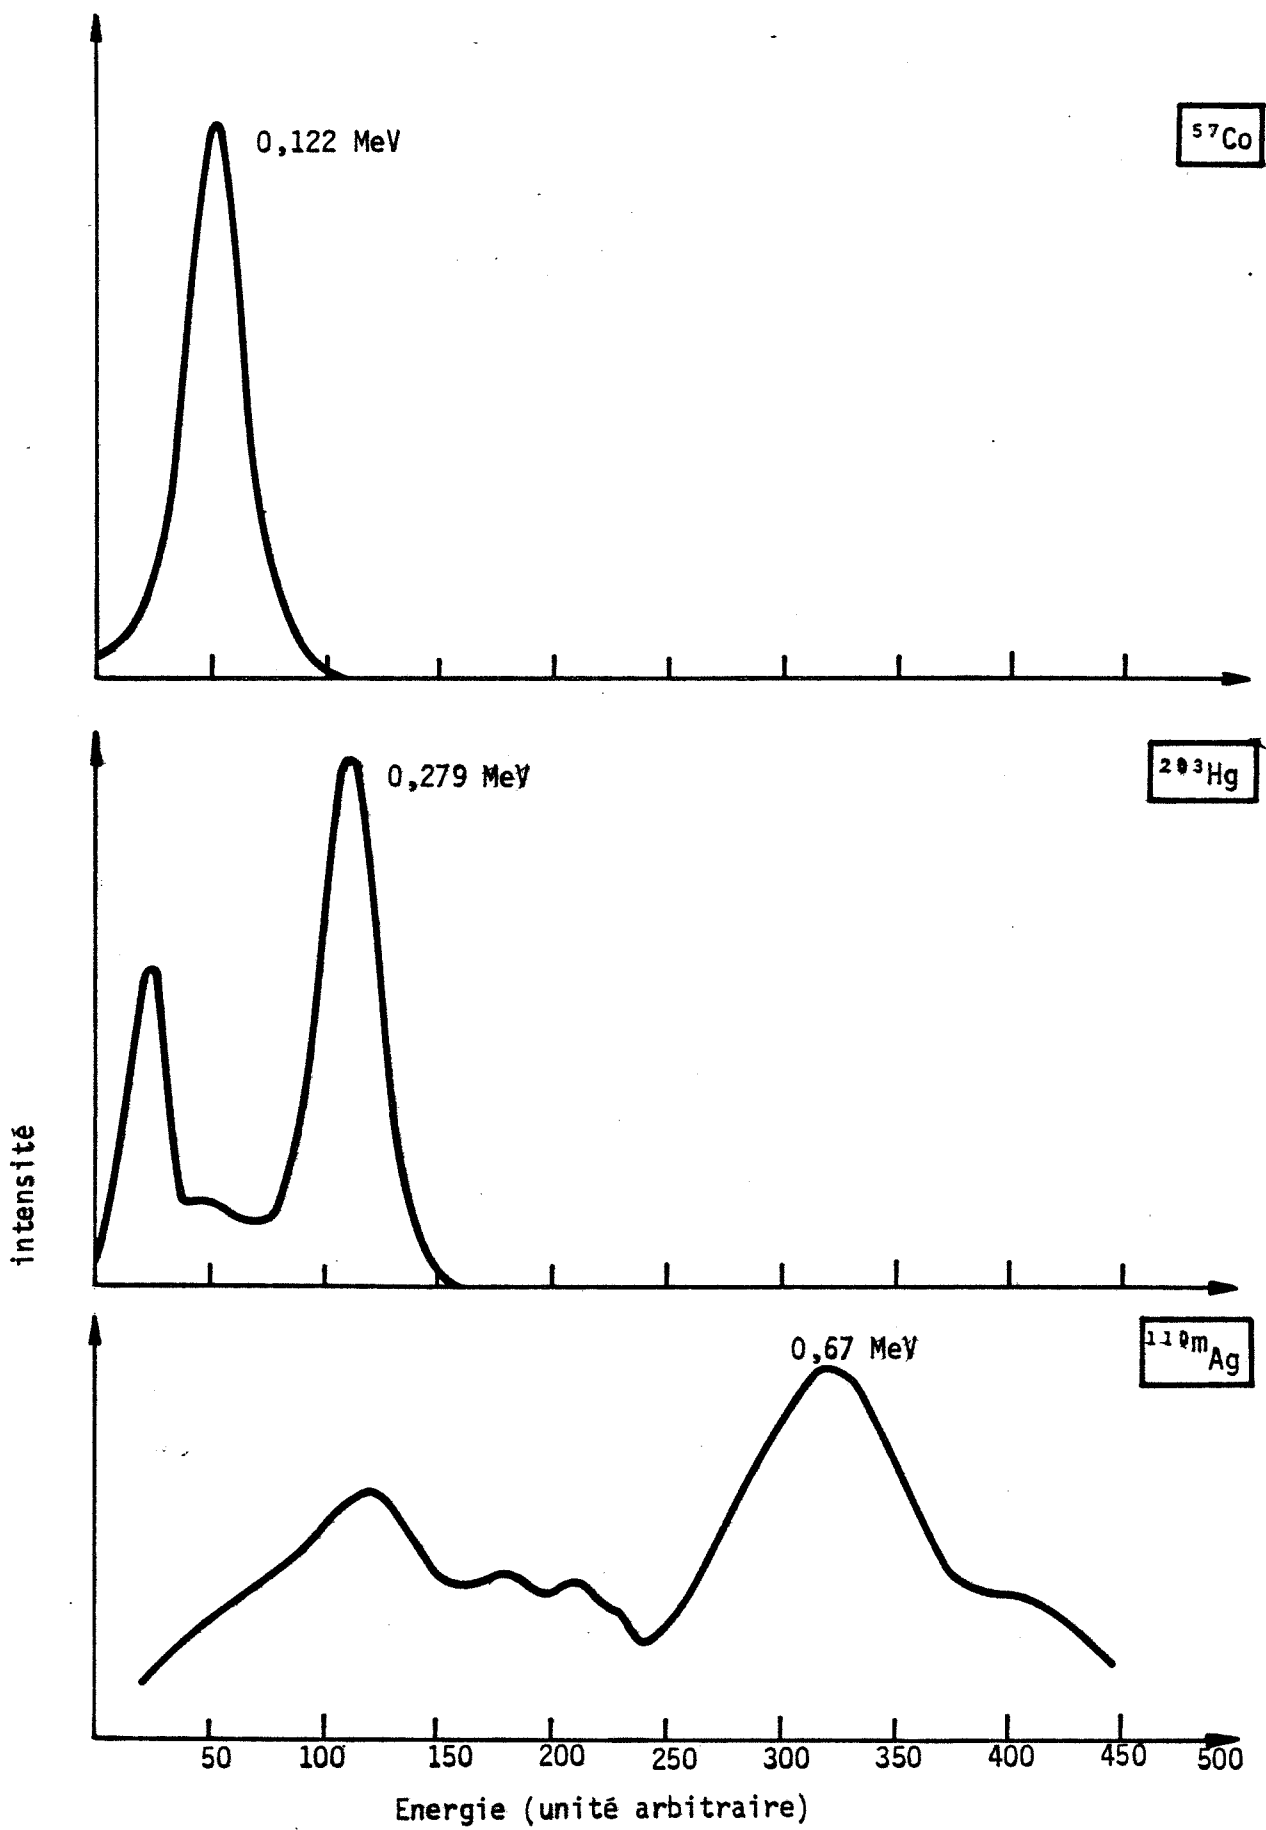 0,122 MeV
⁵⁷Co
0,279 MeV
²⁰³Hg
intensité
0,67 MeV
¹¹⁰ᵐAg
50 100 150 200 250 300 350 400 450 500
Energie (unité arbitraire)